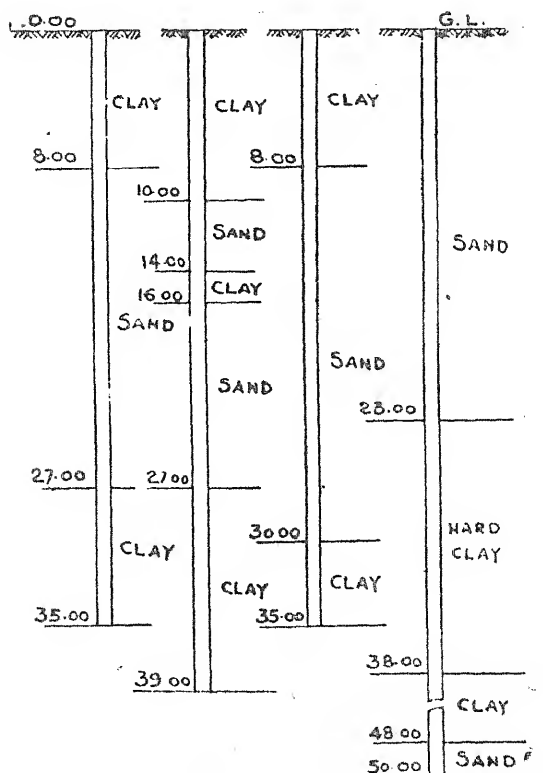 0.00 G.L.
CLAY CLAY CLAY
8.00 8.00
10.00
SAND SAND
14.00
CLAY
16.00
SAND
SAND
SAND
23.00
27.00 27.00
HARD
CLAY
30.00
CLAY CLAY CLAY
35.00 35.00
38.00
39.00
CLAY
48.00
SAND
50.00